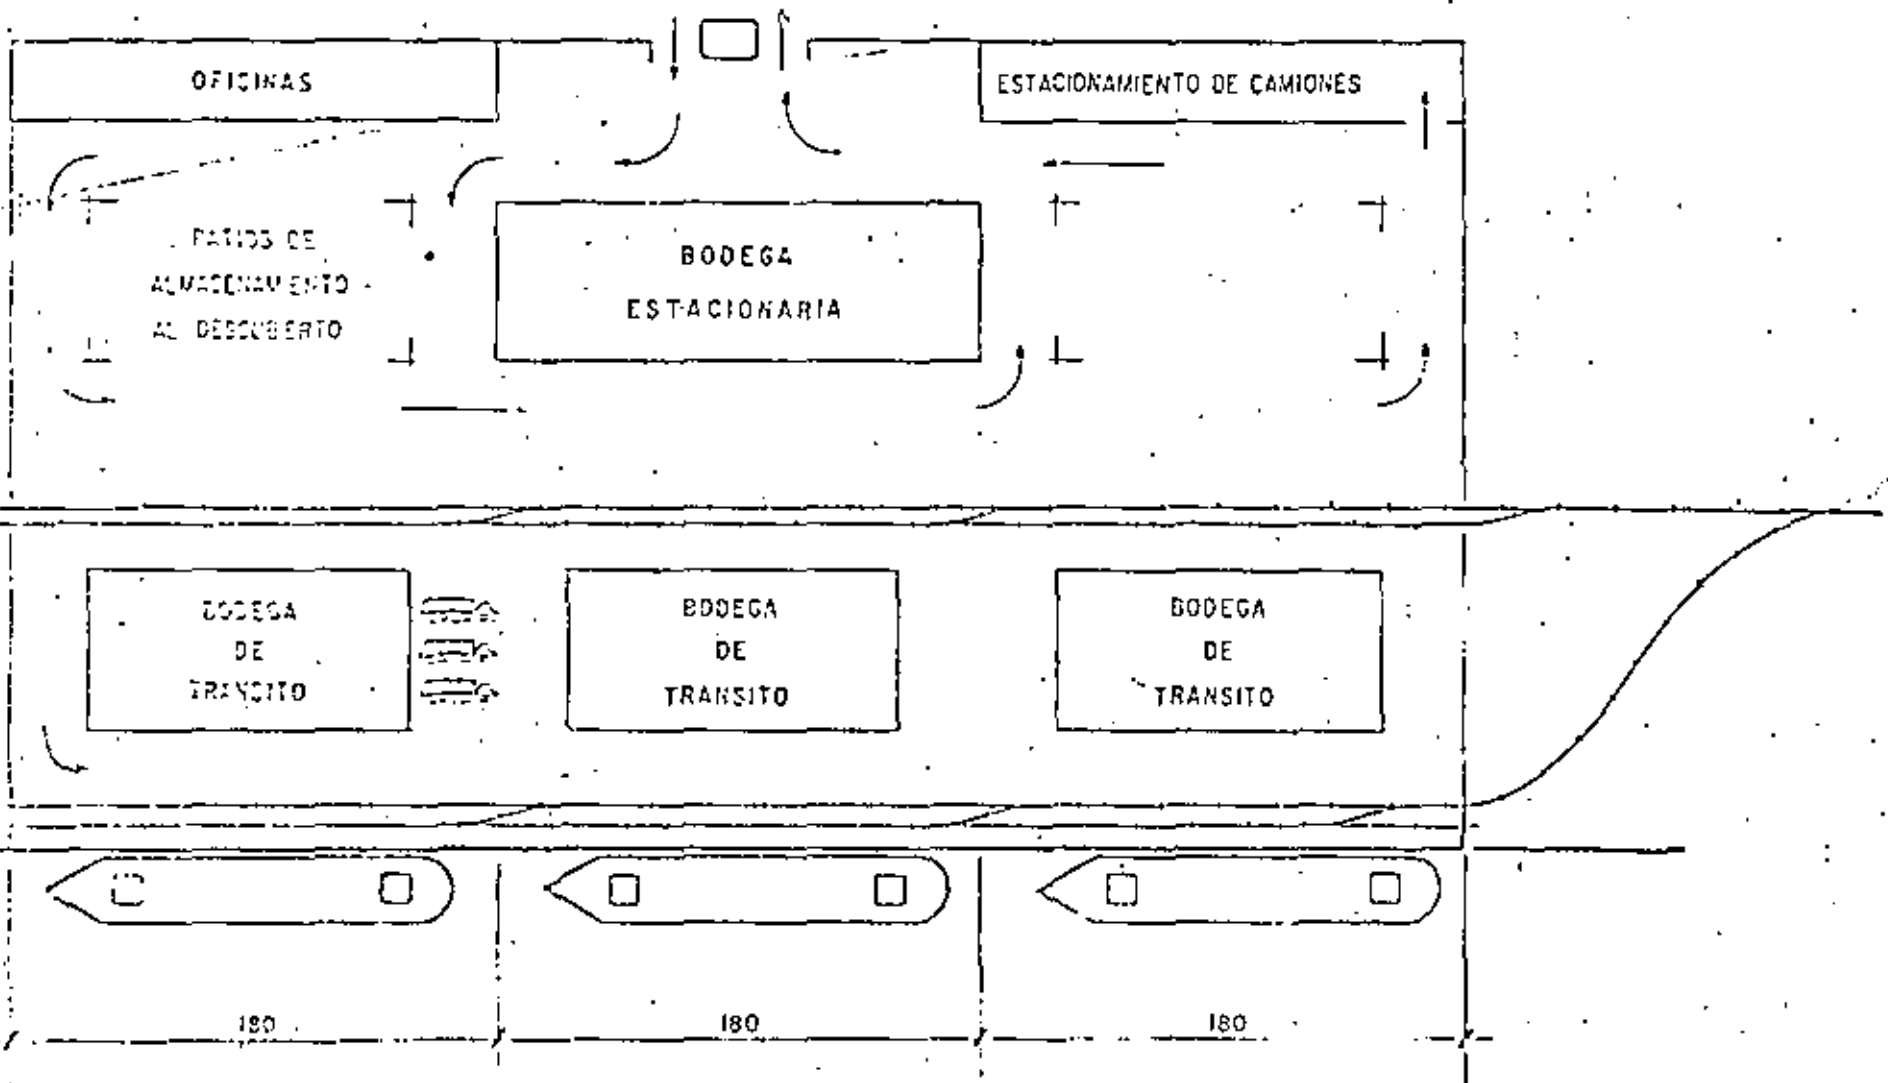 OFICINAS
ESTACIONAMIENTO DE CAMIONES
PATIOS DE
ALMACENAMIENTO
AL DESCUBIERTO
BODEGA
ESTACIONARIA
BODEGA
DE
TRANSITO
BODEGA
DE
TRANSITO
BODEGA
DE
TRANSITO
180
180
180